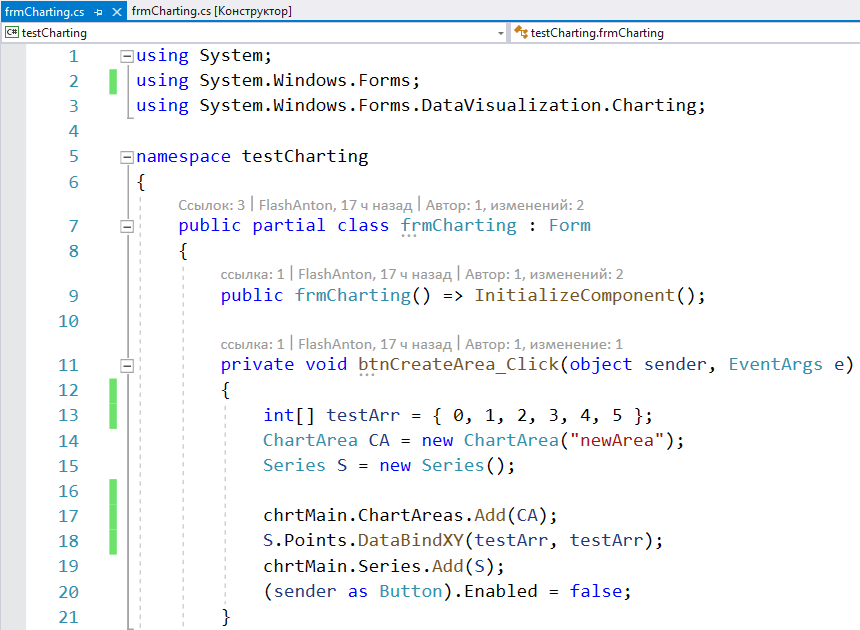 frmCharting.cs frmCharting.cs [Конструктор]
C# testCharting testCharting.frmCharting
1 using System;
2 using System.Windows.Forms;
3 using System.Windows.Forms.DataVisualization.Charting;
4
5 namespace testCharting
6 {
Ссылок: 3 | FlashAnton, 17 ч назад | Автор: 1, изменений: 2
7 public partial class frmCharting : Form
8 {
ссылка: 1 | FlashAnton, 17 ч назад | Автор: 1, изменений: 2
9 public frmCharting() => InitializeComponent();
10
ссылка: 1 | FlashAnton, 17 ч назад | Автор: 1, изменение: 1
11 private void btnCreateArea_Click(object sender, EventArgs e)
12 {
13 int[] testArr = { 0, 1, 2, 3, 4, 5 };
14 ChartArea CA = new ChartArea("newArea");
15 Series S = new Series();
16
17 chrtMain.ChartAreas.Add(CA);
18 S.Points.DataBindXY(testArr, testArr);
19 chrtMain.Series.Add(S);
20 (sender as Button).Enabled = false;
21 }